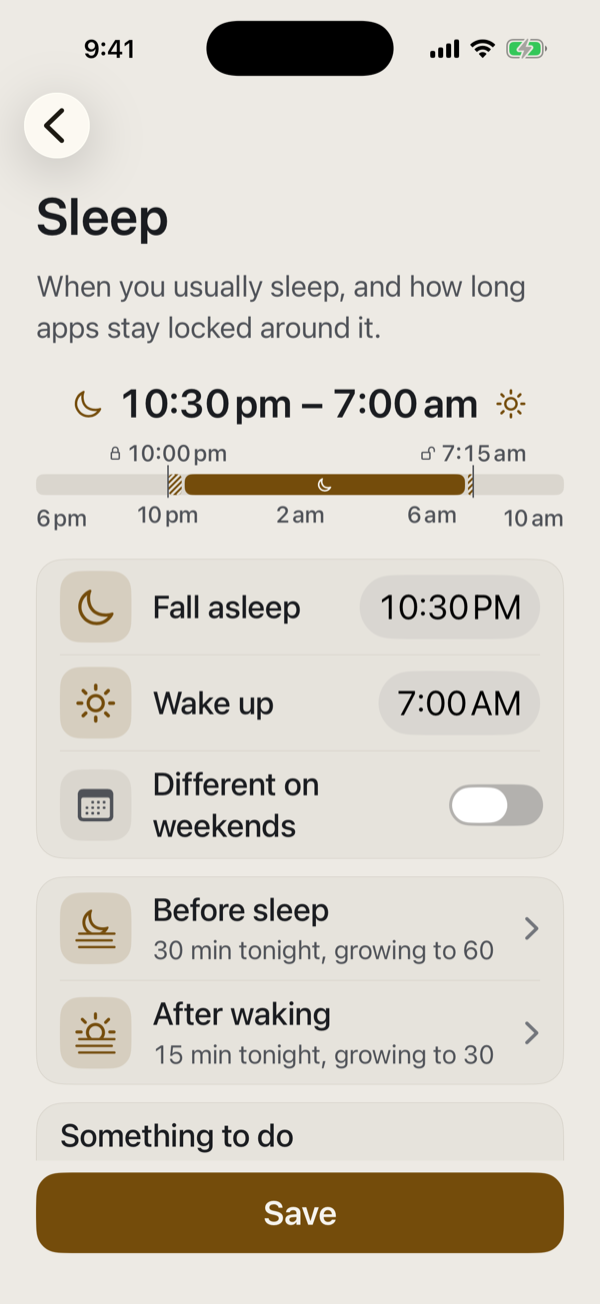 9:41
Sleep
When you usually sleep, and how long
apps stay locked around it.
10:30 pm – 7:00 am
10:00 pm
7:15 am
6 pm
10 pm
2 am
6 am
10 am
Fall asleep
10:30 PM
Wake up
7:00 AM
Different on
weekends
Before sleep
30 min tonight, growing to 60
After waking
15 min tonight, growing to 30
Something to do
Save